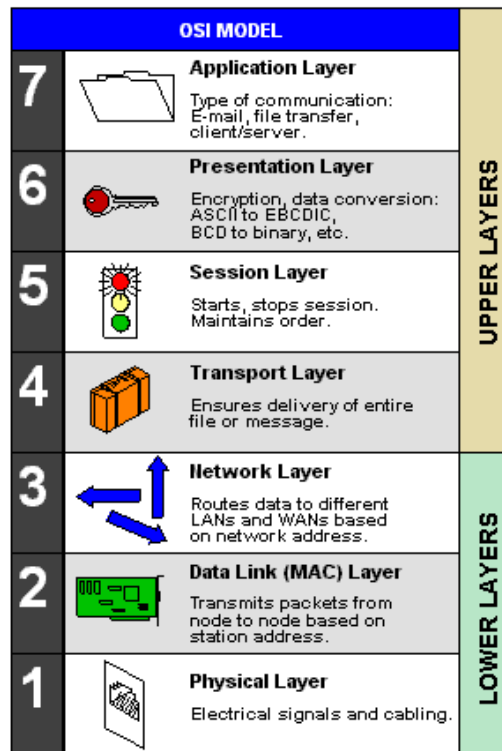 OSI MODEL
7
Application Layer
Type of communication:
E-mail, file transfer,
client/server.
6
Presentation Layer
Encryption, data conversion:
ASCII to EBCDIC,
BCD to binary, etc.
5
Session Layer
Starts, stops session.
Maintains order.
4
Transport Layer
Ensures delivery of entire
file or message.
3
Network Layer
Routes data to different
LANs and WANs based
on network address.
2
Data Link (MAC) Layer
Transmits packets from
node to node based on
station address.
1
Physical Layer
Electrical signals and cabling.
UPPER LAYERS
LOWER LAYERS